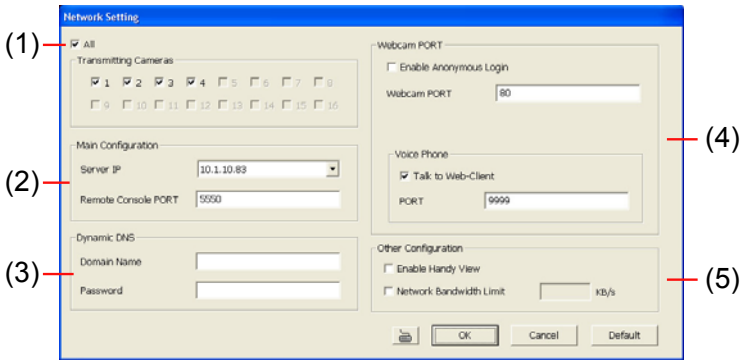 Network Setting
(1)
All
Transmitting Cameras
1 2 3 4 5 6 7 8
9 10 11 12 13 14 15 16
(2)
Main Configuration
Server IP 10.1.10.83
Remote Console PORT 5550
(3)
Dynamic DNS
Domain Name
Password
Webcam PORT
Enable Anonymous Login
Webcam PORT 80
(4)
Voice Phone
Talk to Web-Client
PORT 9999
Other Configuration
Enable Handy View
(5)
Network Bandwidth Limit KB/s
OK Cancel Default